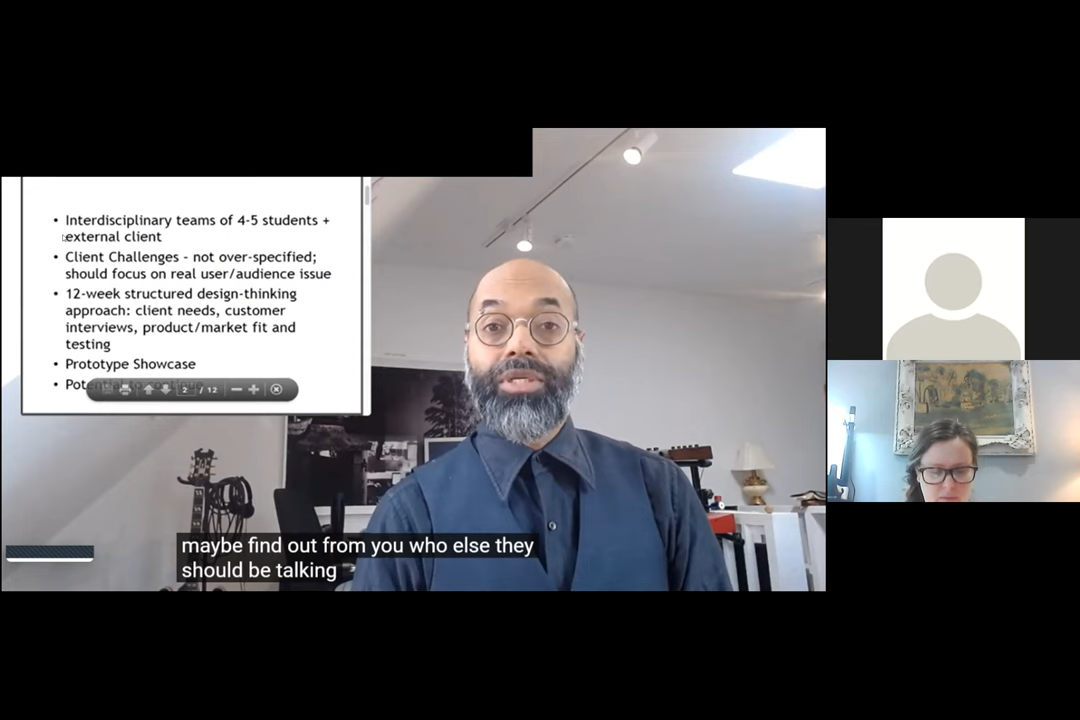 • Interdisciplinary teams of 4-5 students +
external client
• Client Challenges - not over-specified;
should focus on real user/audience issue
• 12-week structured design-thinking
approach: client needs, customer
interviews, product/market fit and
testing
• Prototype Showcase
•
2 / 12
maybe find out from you who else they
should be talking